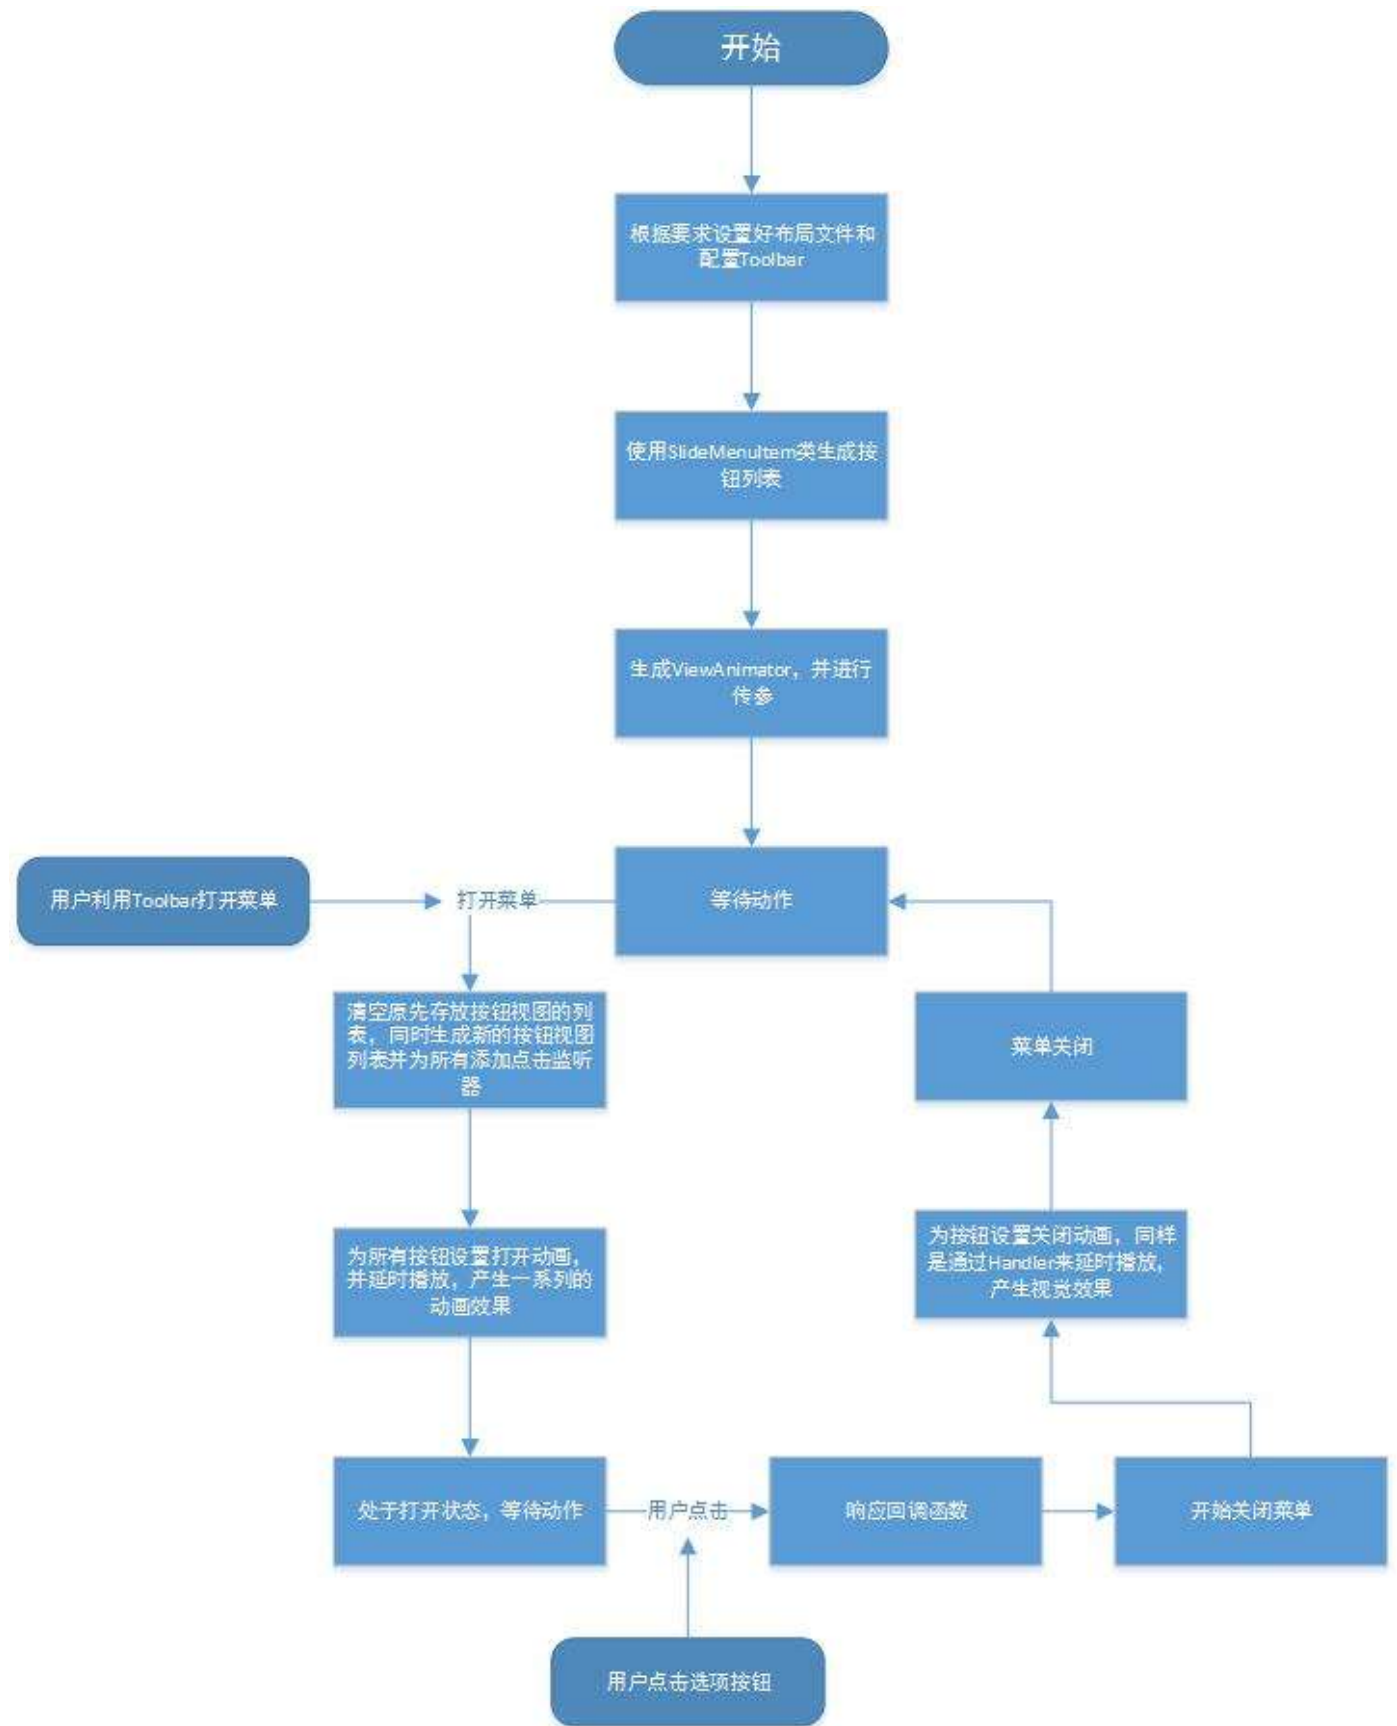 开始
根据要求设置好布局文件和
配置Toolbar
使用SlideMenuItem类生成按
钮列表
生成ViewAnimator，并进行
传参
用户利用Toolbar打开菜单
打开菜单
等待动作
清空原先存放按钮视图的列
表，同时生成新的按钮视图
列表并为所有添加点击监听
器
菜单关闭
为所有按钮设置打开动画，
并延时播放，产生一系列的
动画效果
为按钮设置关闭动画，同样
是通过Handler来延时播放，
产生视觉效果
处于打开状态，等待动作
用户点击
响应回调函数
开始关闭菜单
用户点击选项按钮